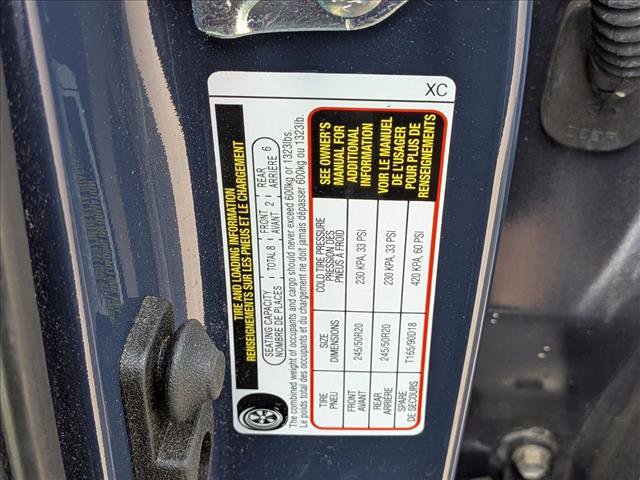 XC
TIRE AND LOADING INFORMATION
RENSEIGNEMENTS SUR LES PNEUS ET LE CHARGEMENT
SEATING CAPACITY TOTAL 8 FRONT 2 REAR 6
NOMBRE DE PLACES AVANT ARRIÈRE
The combined weight of occupants and cargo should never exceed 600kg or 1323lbs.
Le poids total des occupants et du chargement ne doit jamais dépasser 600kg ou 1323lb.
TIRE SIZE COLD TIRE PRESSURE
PNEU DIMENSIONS PRESSION DES
PNEUS À FROID
FRONT 245/50R20 230 KPA, 33 PSI
AVANT
REAR 245/50R20 230 KPA, 33 PSI
ARRIÈRE
SPARE T165/90D18 420 KPA, 60 PSI
DE SECOURS
SEE OWNER'S
MANUAL FOR
ADDITIONAL
INFORMATION
VOIR LE MANUEL
DE L'USAGER
POUR PLUS DE
RENSEIGNEMENTS